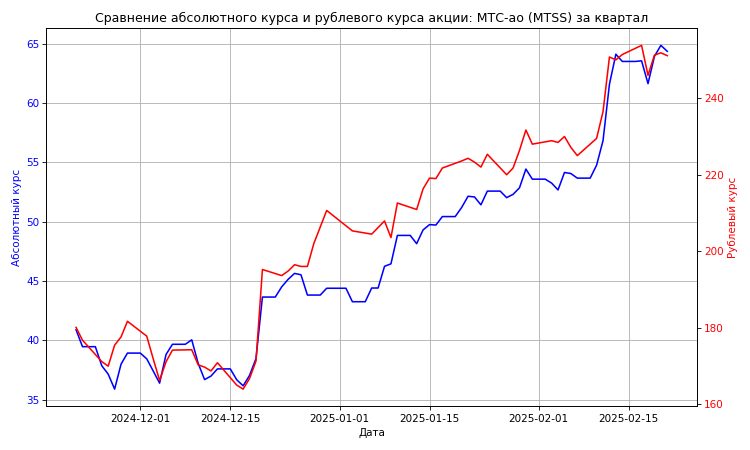 Сравнение абсолютного курса и рублевого курса акции: МТС-ао (MTSS) за квартал
65
60
55
50
45
40
35
Абсолютный курс
240
220
200
180
160
Рублевый курс
2024-12-01 2024-12-15 2025-01-01 2025-01-15 2025-02-01 2025-02-15
Дата